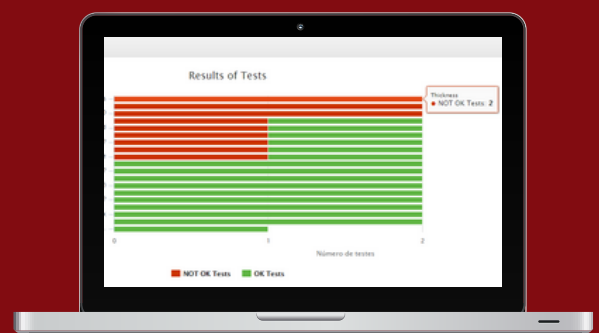 Results of Tests
Thickness
NOT OK Tests: 2
0
1
2
Número de testes
NOT OK Tests
OK Tests